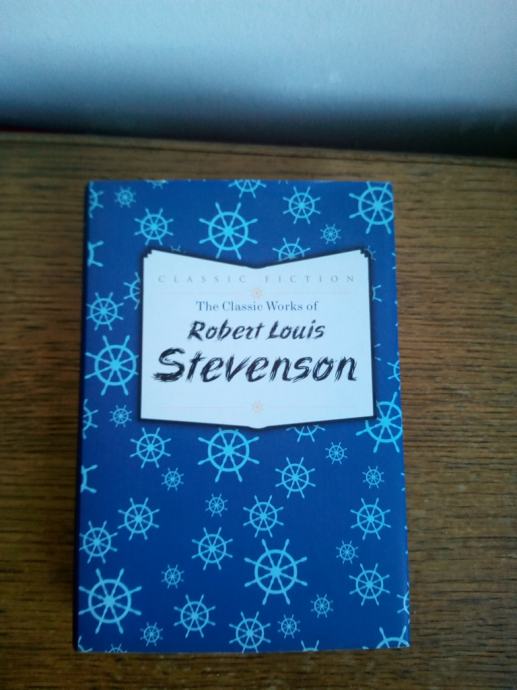 CLASSIC FICTION
The Classic Works of
Robert Louis
Stevenson